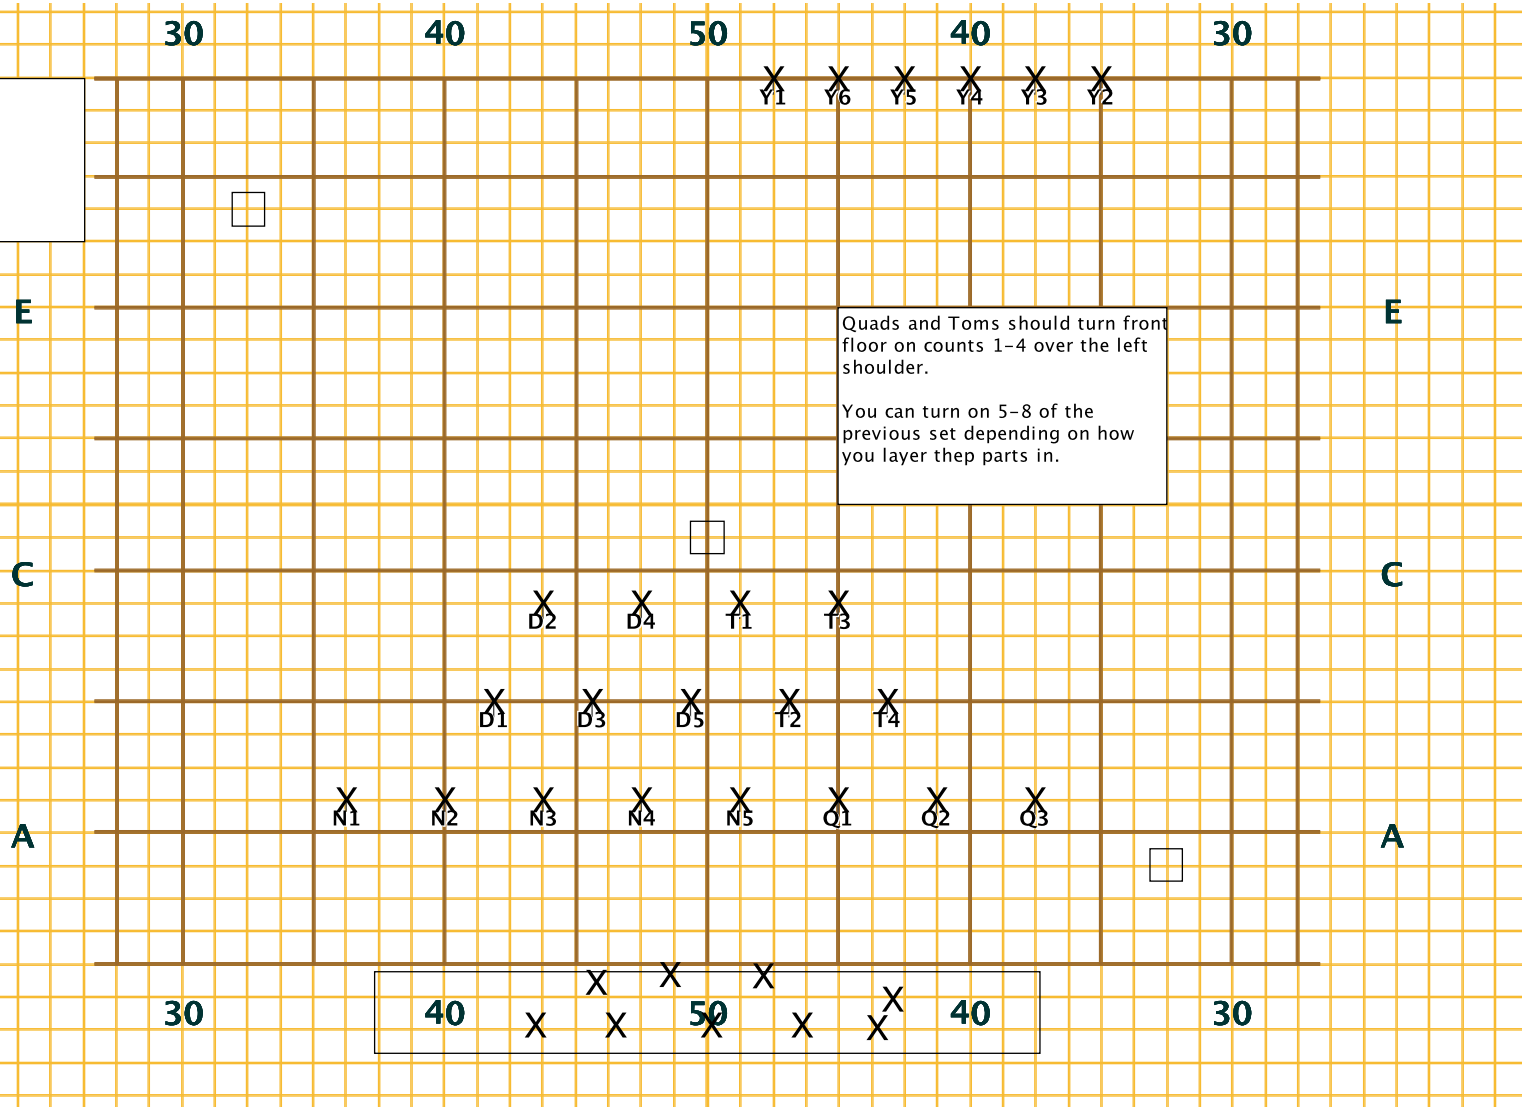 30 40 50 40 30
Y1 Y6 Y5 Y4 Y3 Y2
E E
Quads and Toms should turn front
floor on counts 1-4 over the left
shoulder.
You can turn on 5-8 of the
previous set depending on how
you layer thep parts in.
C C
X X X X
D2 D4 T1 T3
X X X X X
D1 D3 D5 T2 T4
X X X X X X X X
N1 N2 N3 N4 N5 Q1 Q2 Q3
A A
X X X X
30 40 50 40 30
X X X X X